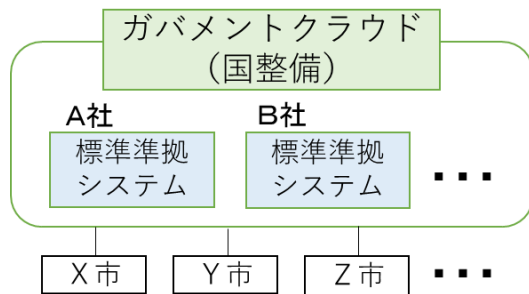 ガバメントクラウド
(国整備)
A社
B社
標準準拠
システム
標準準拠
システム
・・・
X市
Y市
Z市
・・・